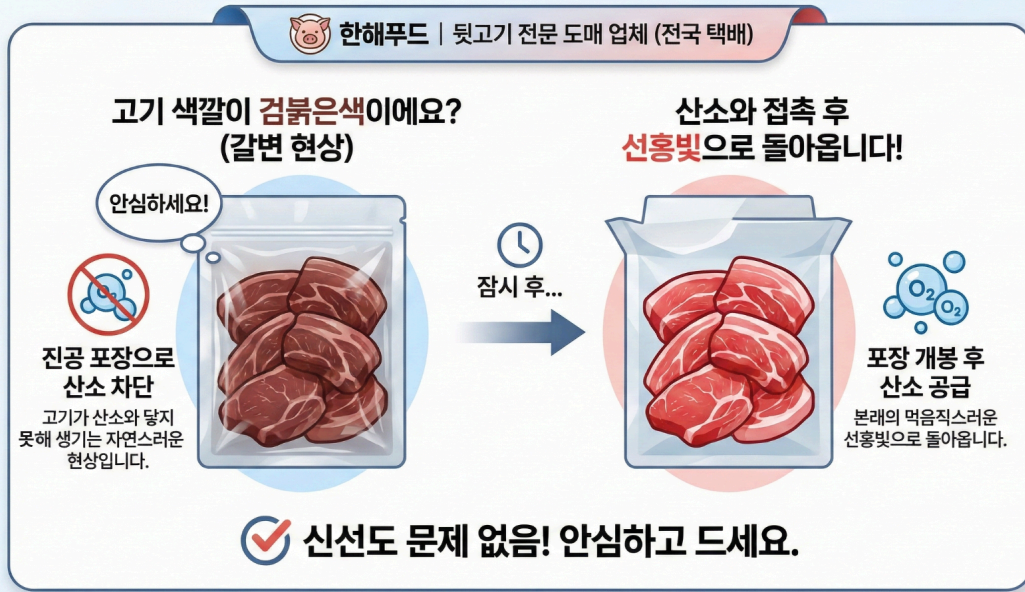 한해푸드 | 뒷고기 전문 도매 업체 (전국 택배)
고기 색깔이 검붉은색이에요?
(갈변 현상)
안심하세요!
O₂
진공 포장으로
산소 차단
고기가 산소와 닿지
못해 생기는 자연스러운
현상입니다.
잠시 후...
산소와 접촉 후
선홍빛으로 돌아옵니다!
O₂
O₂
포장 개봉 후
산소 공급
본래의 먹음직스러운
선홍빛으로 돌아옵니다.
신선도 문제 없음! 안심하고 드세요.